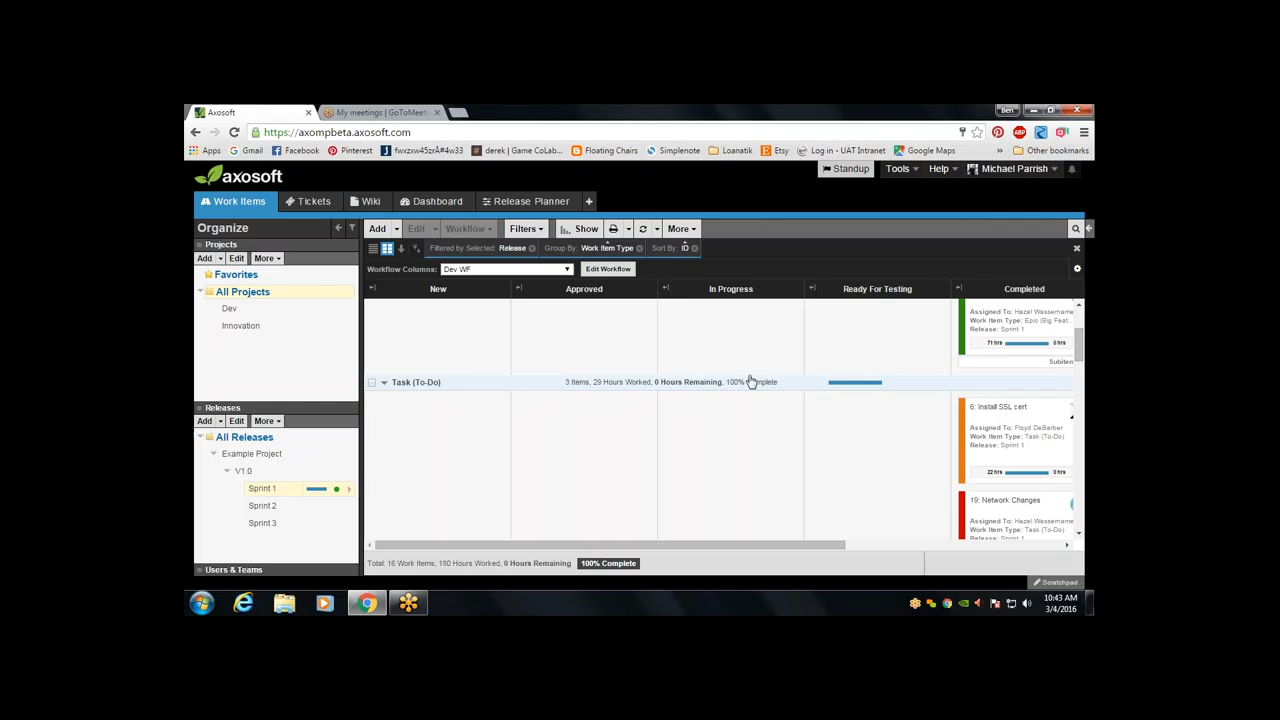 Axosoft
My meetings | GoToMeet
Ben
https://axompbeta.axosoft.com
Apps Gmail Facebook Pinterest fwxzxw45zrÅ#4w33 derek | Game CoLab Floating Chairs Simplenote Loanatik Etsy Log in - UAT Intranet Google Maps » Other bookmarks
axosoft
Standup Tools Help Michael Parrish
Work Items Tickets Wiki Dashboard Release Planner +
Organize
Add Edit Workflow Filters Show More
Projects
Filtered by Selected: Release Group By: Work Item Type Sort By: ID
Add Edit More
Workflow Columns: Dev WF Edit Workflow
Favorites
All Projects
New Approved In Progress Ready For Testing Completed
Dev
Innovation
Assigned To: Hazel Wassername
Work Item Type: Epic (Big Feat...
Release: Sprint 1
71 hrs 0 hrs
Subitem
Task (To-Do) 3 Items, 29 Hours Worked, 0 Hours Remaining, 100%
6: Install SSL cert
Assigned To: Floyd DeBarber
Work Item Type: Task (To-Do)
Release: Sprint 1
22 hrs 0 hrs
19: Network Changes
Assigned To: Hazel Wassername
Work Item Type: Task (To-Do)
Release: Sprint 1
Releases
Add Edit More
All Releases
Example Project
V1.0
Sprint 1
Sprint 2
Sprint 3
Users & Teams
Total: 16 Work Items, 180 Hours Worked, 0 Hours Remaining 100% Complete
Scratchpad
10:43 AM
3/4/2016